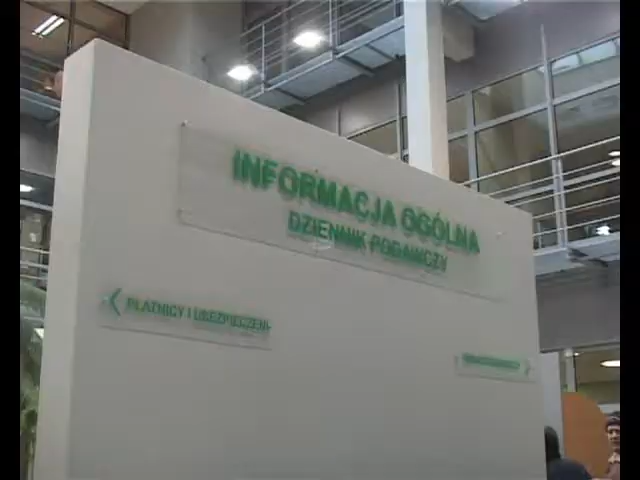 INFORMACJA OGÓLNA
DZIENNIK PODAWCZY
PŁATNICY I UBEZPIECZENI